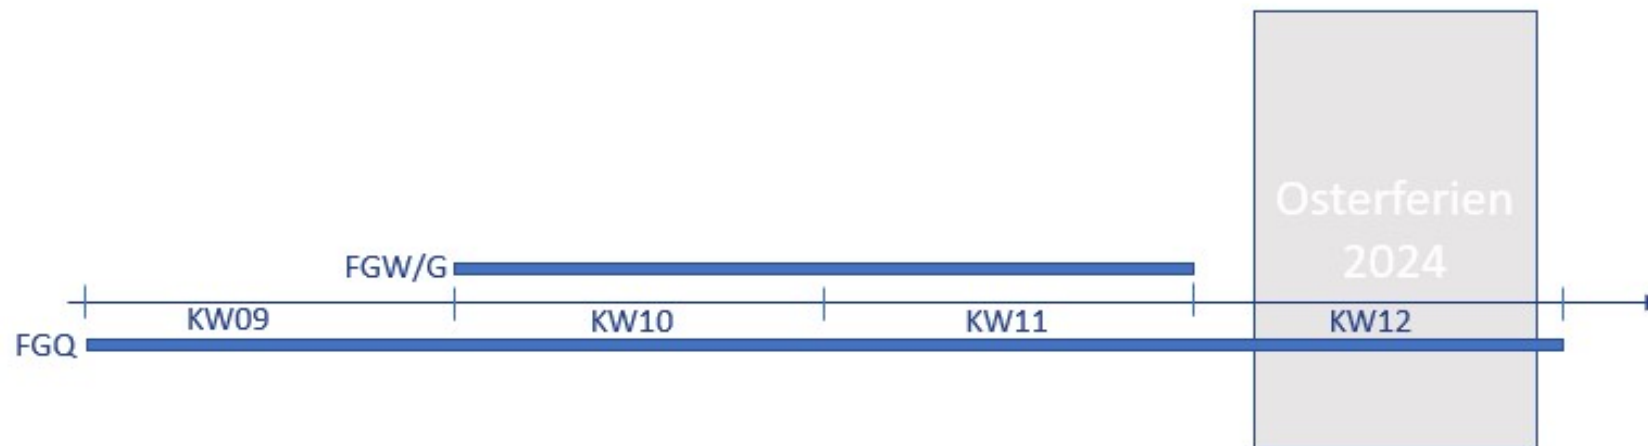 Osterferien
2024
FGW/G
KW09
KW10
KW11
KW12
FGQ